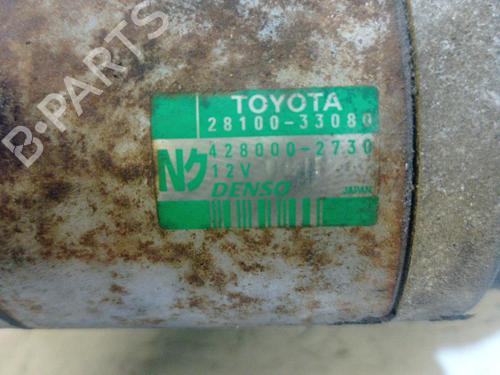 B-PARTS
TOYOTA
28100-33080
428000-2730
12V
DENSO
JAPAN